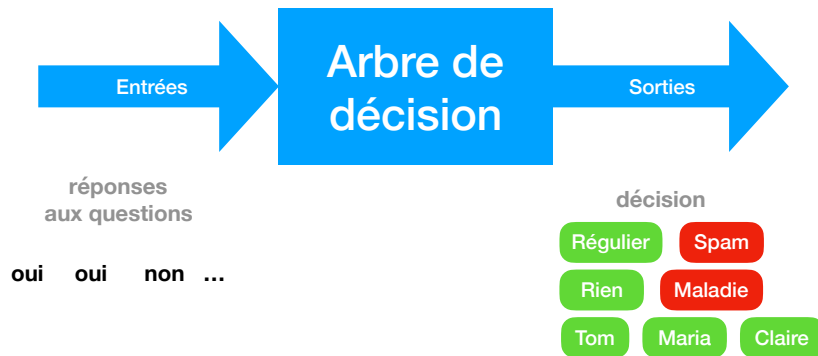 Entrées
Arbre de
décision
Sorties
réponses
aux questions
oui oui non …
décision
Régulier Spam
Rien Maladie
Tom Maria Claire